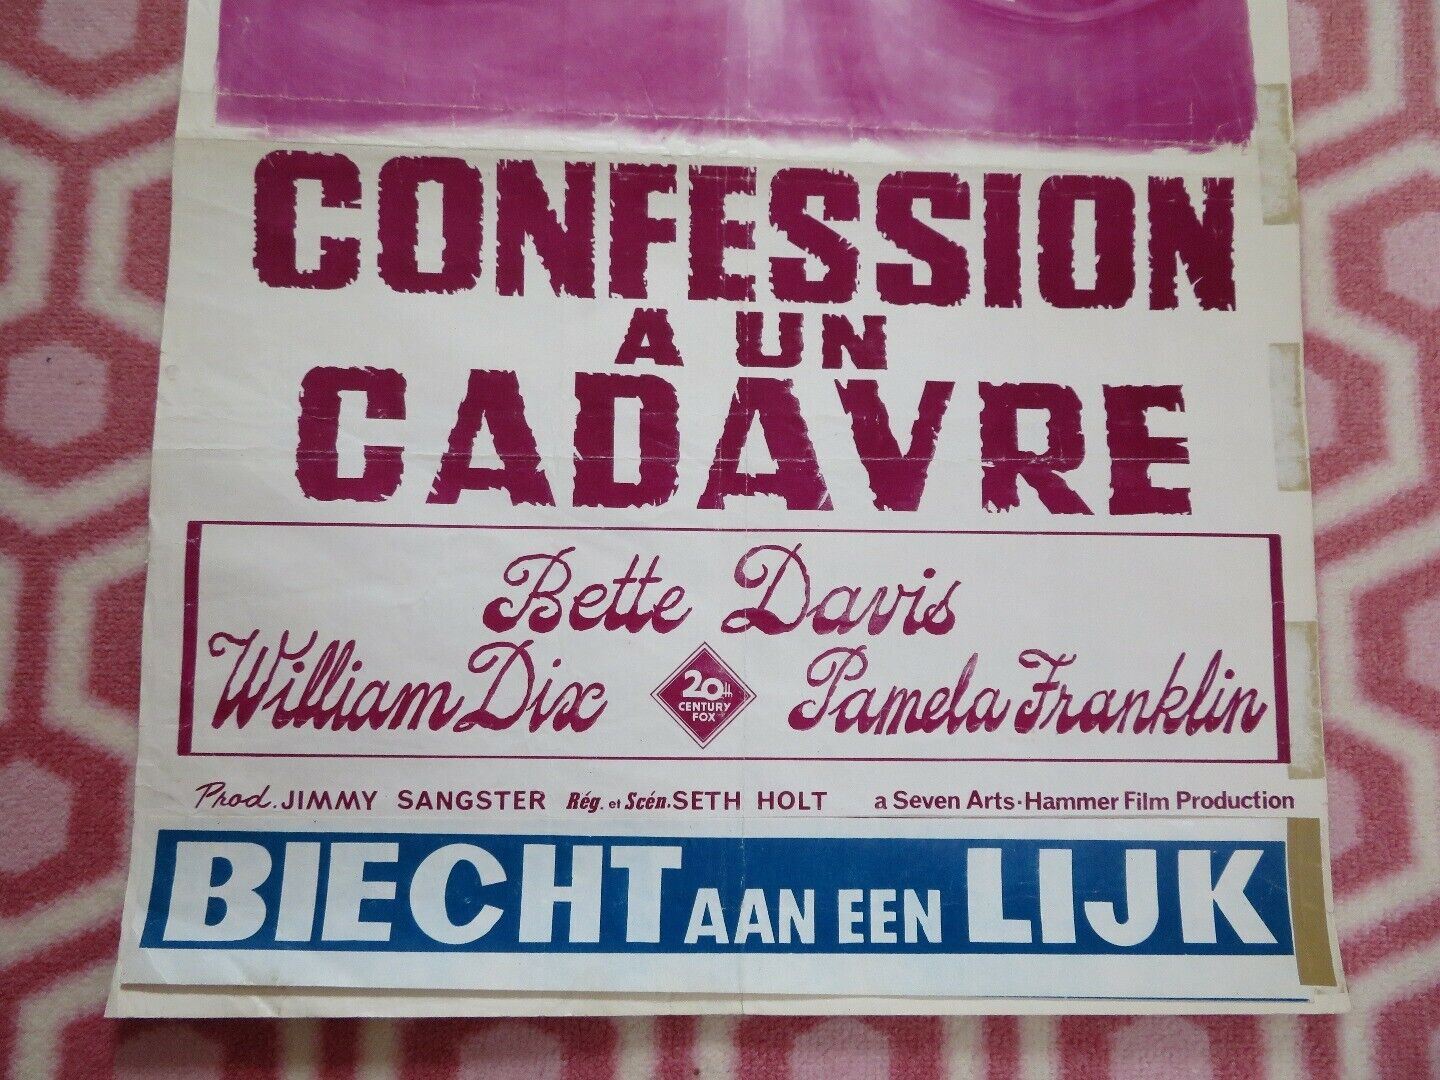 CONFESSION
A UN
CADAVRE
Bette Davis
William Dix
20th
CENTURY
FOX
Pamela Franklin
Prod. JIMMY SANGSTER Rég. et Scén. SETH HOLT a Seven Arts-Hammer Film Production
BIECHT AAN EEN LIJK